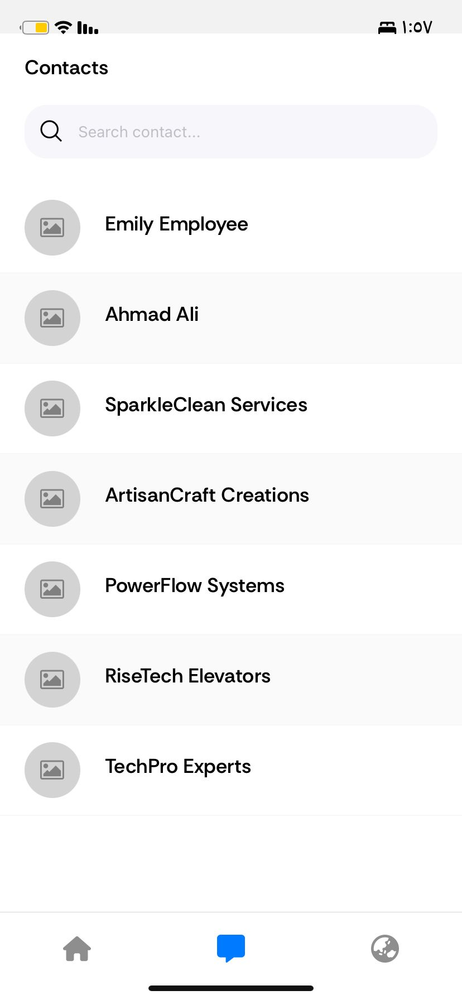 ١:٥٧
Contacts
Search contact...
Emily Employee
Ahmad Ali
SparkleClean Services
ArtisanCraft Creations
PowerFlow Systems
RiseTech Elevators
TechPro Experts